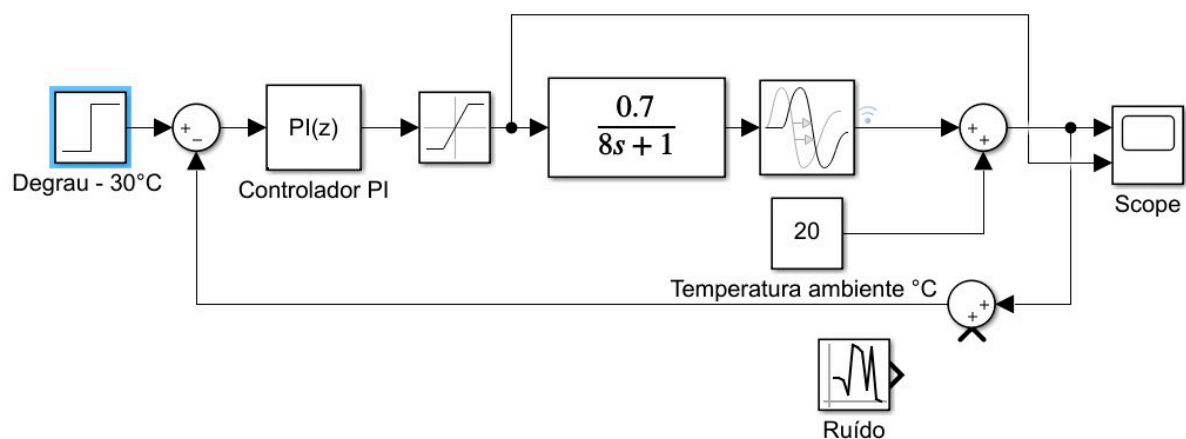 Degrau - 30°C
+
−
PI(z)
Controlador PI
0.7
8s + 1
+
+
Scope
20
Temperatura ambiente °C
+
+
Ruído